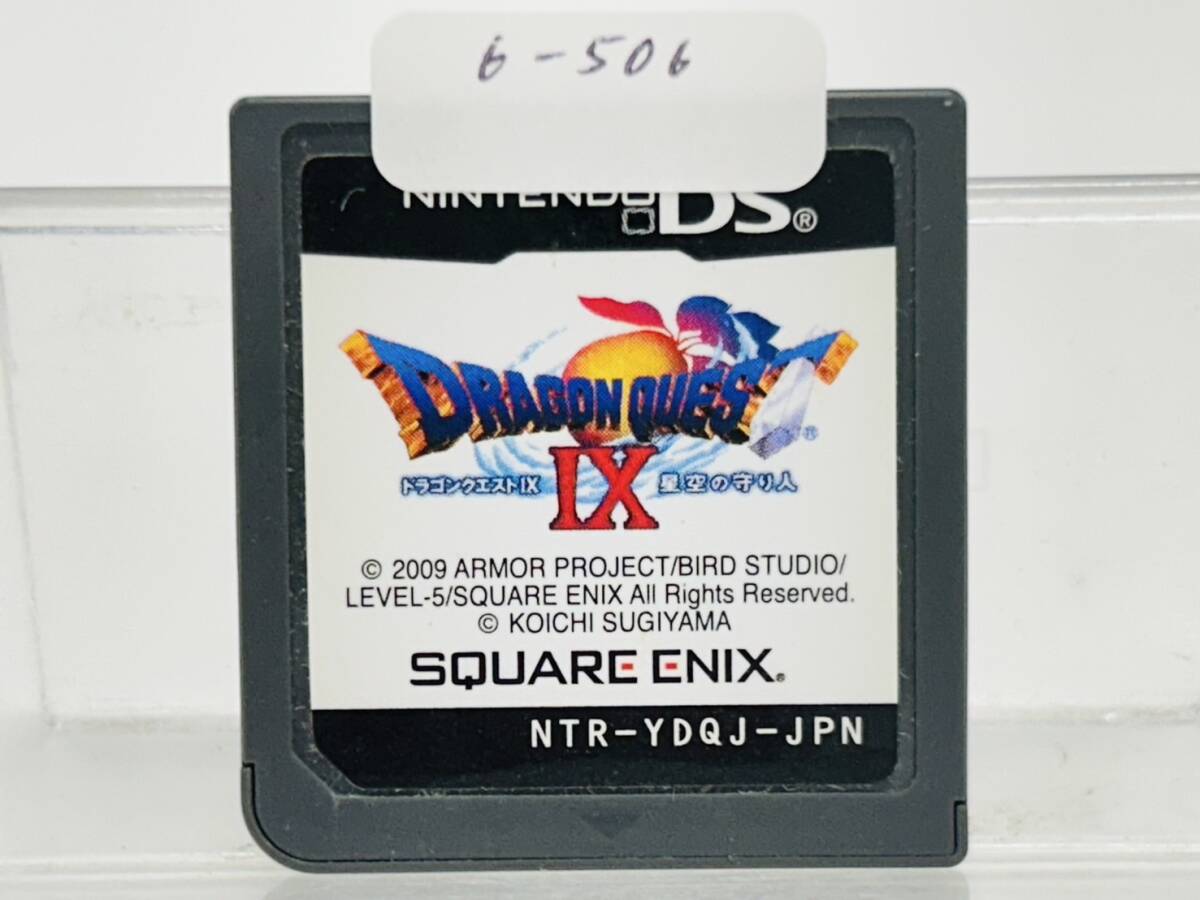 6-506
NINTENDO DS®
DRAGON QUEST®
IX
ドラゴンクエストIX 星空の守り人
© 2009 ARMOR PROJECT/BIRD STUDIO/
LEVEL-5/SQUARE ENIX All Rights Reserved.
© KOICHI SUGIYAMA
SQUARE ENIX®
NTR-YDQJ-JPN